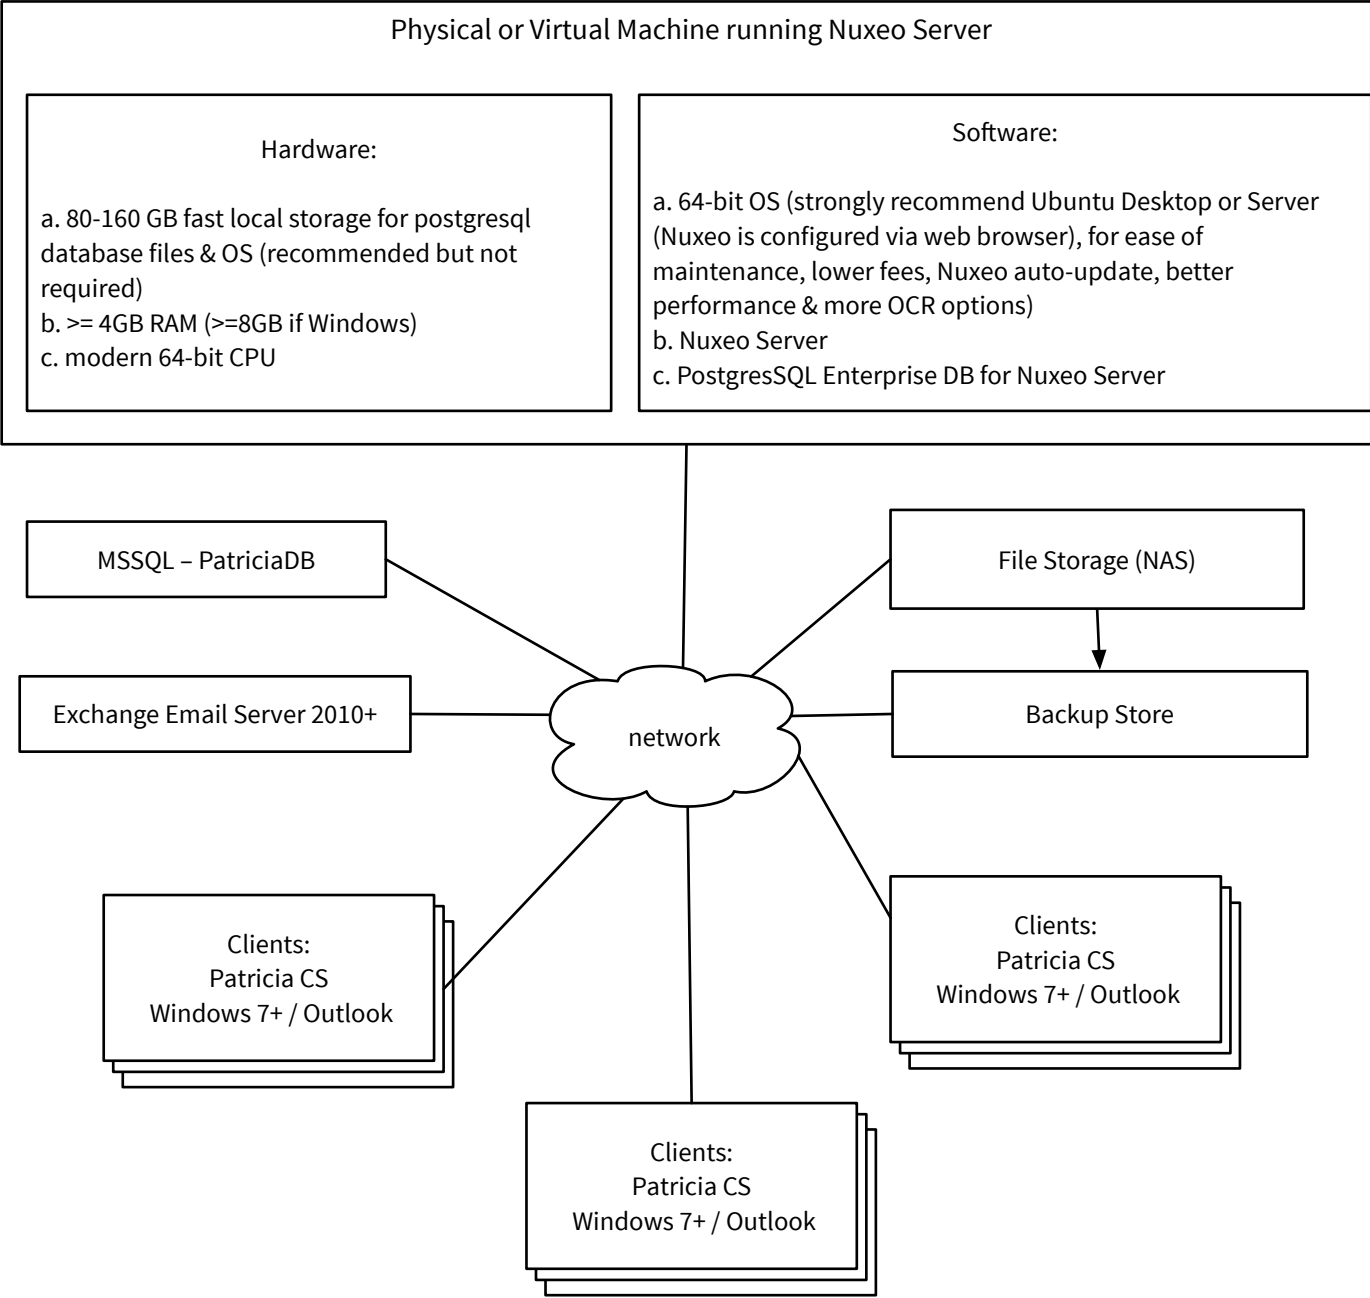 Physical or Virtual Machine running Nuxeo Server
Hardware:
a. 80-160 GB fast local storage for postgresql
database files & OS (recommended but not
required)
b. >= 4GB RAM (>=8GB if Windows)
c. modern 64-bit CPU
Software:
a. 64-bit OS (strongly recommend Ubuntu Desktop or Server
(Nuxeo is configured via web browser), for ease of
maintenance, lower fees, Nuxeo auto-update, better
performance & more OCR options)
b. Nuxeo Server
c. PostgresSQL Enterprise DB for Nuxeo Server
MSSQL – PatriciaDB
File Storage (NAS)
Exchange Email Server 2010+
network
Backup Store
Clients:
Patricia CS
Windows 7+ / Outlook
Clients:
Patricia CS
Windows 7+ / Outlook
Clients:
Patricia CS
Windows 7+ / Outlook